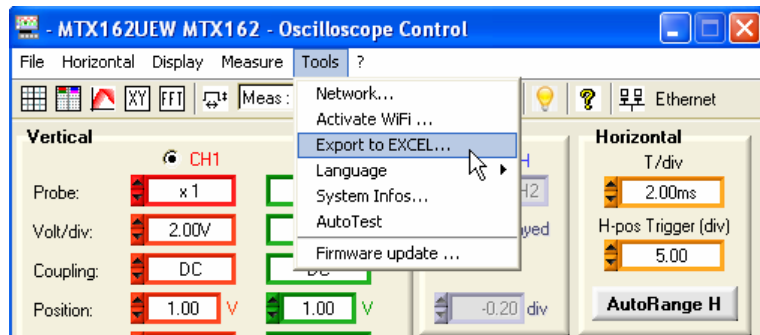 - MTX162UEW MTX162 - Oscilloscope Control
File Horizontal Display Measure Tools ?
XY FFT Meas: Ethernet
Network...
Activate WiFi ...
Export to EXCEL...
Language
System Infos...
AutoTest
Firmware update ...
Vertical
CH1
Probe: x 1
Volt/div: 2.00V
Coupling: DC DC
Position: 1.00 V 1.00 V
H
H2
ayed
-0.20 div
Horizontal
T/div
2.00ms
H-pos Trigger (div)
5.00
AutoRange H